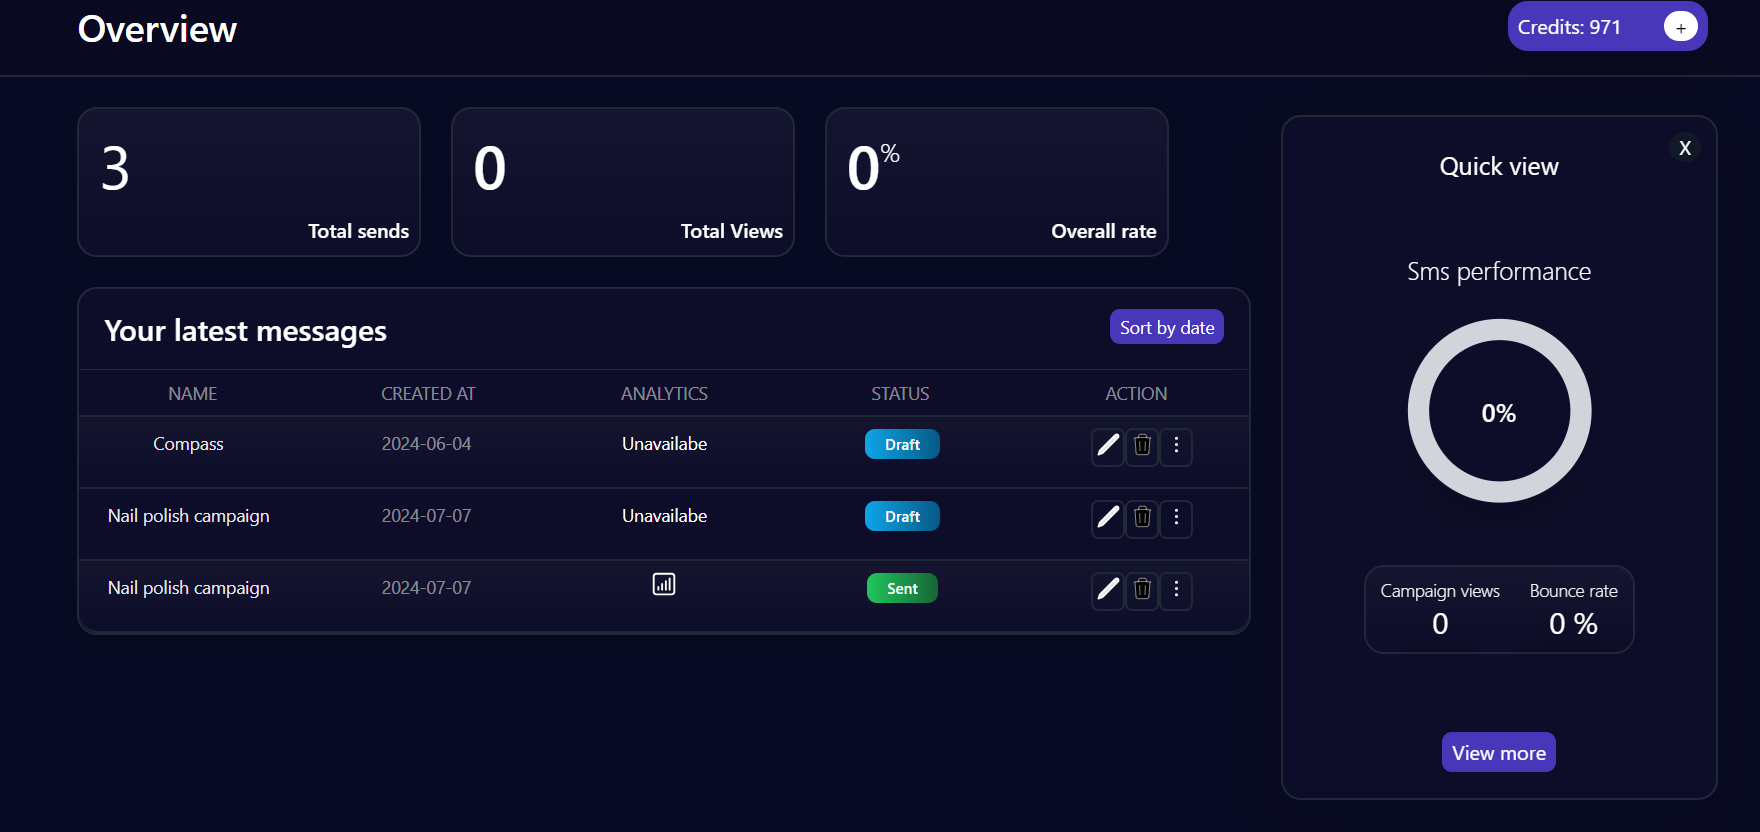 Overview
Credits: 971 +
3
Total sends
0
Total Views
0%
Overall rate
Your latest messages
Sort by date
NAME CREATED AT ANALYTICS STATUS ACTION
Compass 2024-06-04 Unavailabe Draft
Nail polish campaign 2024-07-07 Unavailabe Draft
Nail polish campaign 2024-07-07 Sent
X
Quick view
Sms performance
0%
Campaign views Bounce rate
0 0 %
View more